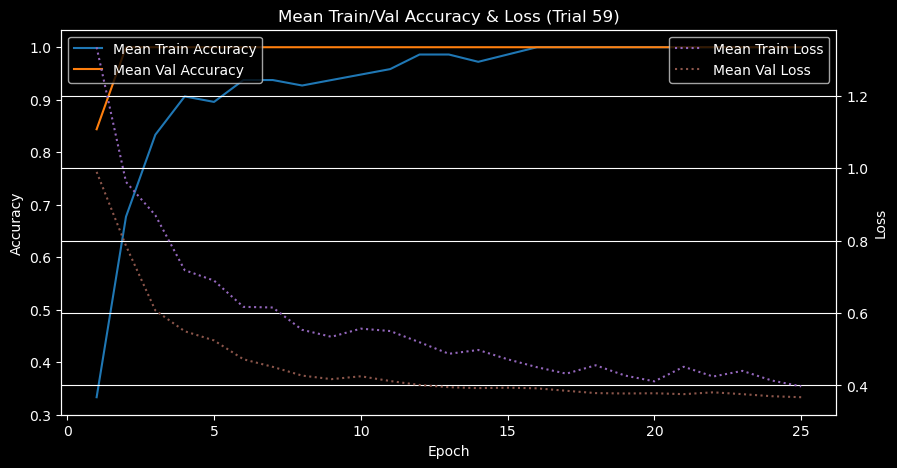 Mean Train/Val Accuracy & Loss (Trial 59)
Mean Train Accuracy
Mean Val Accuracy
Mean Train Loss
Mean Val Loss
1.0
0.9
0.8
0.7
0.6
0.5
0.4
0.3
Accuracy
1.2
1.0
0.8
0.6
0.4
Loss
0
5
10
15
20
25
Epoch